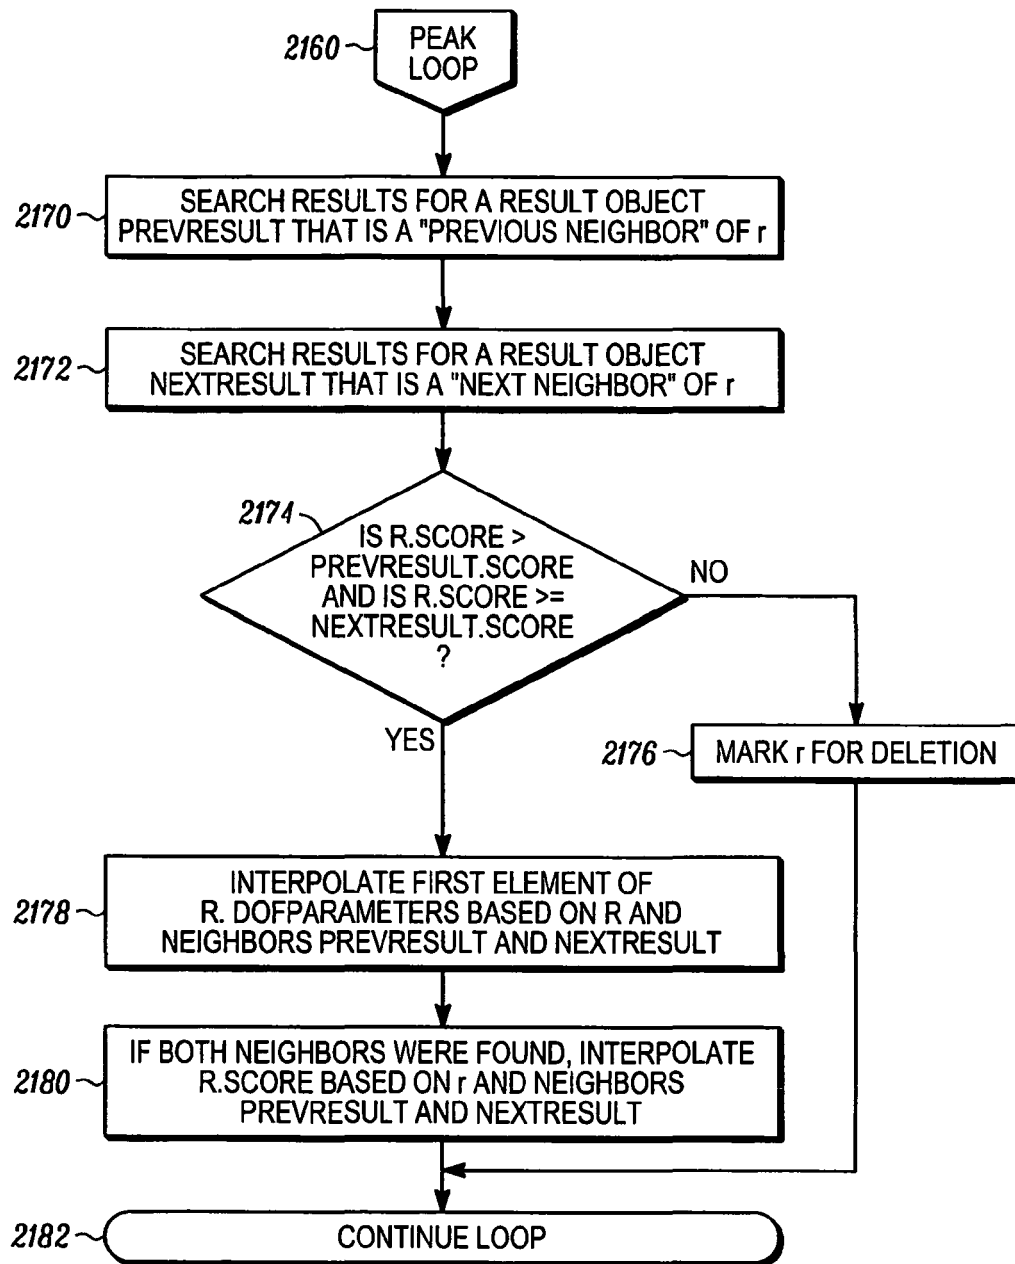 2160
PEAK
LOOP
2170
SEARCH RESULTS FOR A RESULT OBJECT
PREVRESULT THAT IS A "PREVIOUS NEIGHBOR" OF r
2172
SEARCH RESULTS FOR A RESULT OBJECT
NEXTRESULT THAT IS A "NEXT NEIGHBOR" OF r
2174
IS R.SCORE >
PREVRESULT.SCORE
AND IS R.SCORE >=
NEXTRESULT.SCORE
?
NO
YES
2176
MARK r FOR DELETION
2178
INTERPOLATE FIRST ELEMENT OF
R. DOFPARAMETERS BASED ON R AND
NEIGHBORS PREVRESULT AND NEXTRESULT
2180
IF BOTH NEIGHBORS WERE FOUND, INTERPOLATE
R.SCORE BASED ON r AND NEIGHBORS
PREVRESULT AND NEXTRESULT
2182
CONTINUE LOOP